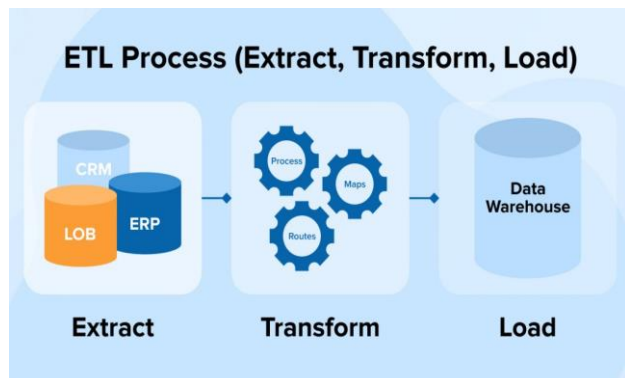 ETL Process (Extract, Transform, Load)
CRM
LOB
ERP
Process
Maps
Routes
Data
Warehouse
Extract
Transform
Load